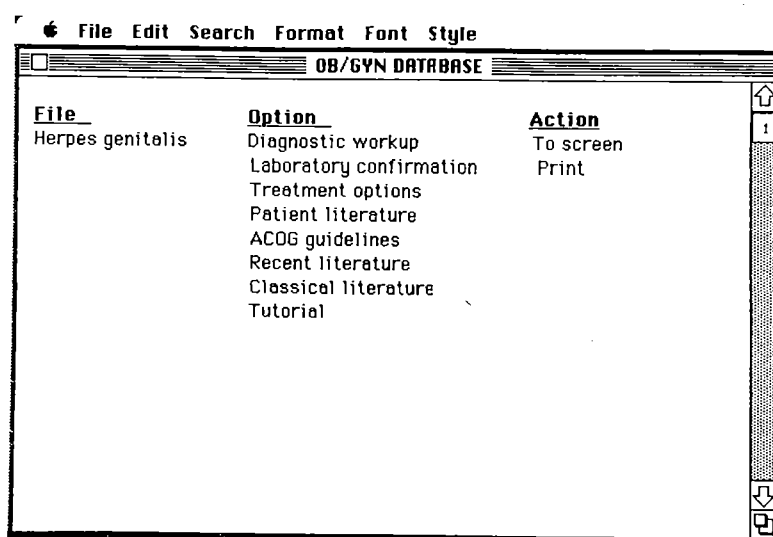 File Edit Search Format Font Style
OB/GYN DATABASE
File Option Action
Herpes genitalis Diagnostic workup To screen
Laboratory confirmation Print
Treatment options
Patient literature
ACOG guidelines
Recent literature
Classical literature
Tutorial
1